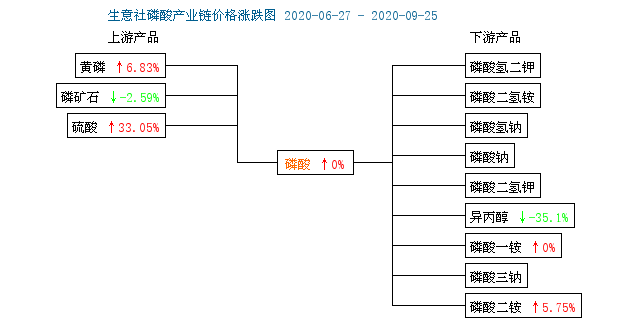 生意社磷酸产业链价格涨跌图 2020-06-27 - 2020-09-25
上游产品
下游产品
黄磷 ↑6.83%
磷矿石 ↓-2.59%
硫酸 ↑33.05%
磷酸 ↑0%
磷酸氢二钾
磷酸二氢铵
磷酸氢钠
磷酸钠
磷酸二氢钾
异丙醇 ↓-35.1%
磷酸一铵 ↑0%
磷酸三钠
磷酸二铵 ↑5.75%